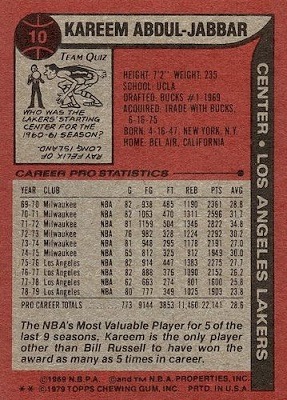 10
KAREEM ABDUL-JABBAR
TEAM QUIZ
WHO WAS THE
LAKERS' STARTING
CENTER FOR THE
1960-61 SEASON?
RAY FELIX OF
LONG ISLAND
HEIGHT: 7'2" WEIGHT: 235
SCHOOL: UCLA
DRAFTED: BUCKS #1 1969
ACQUIRED: TRADE WITH BUCKS,
6-16-75
BORN: 4-16-47, NEW YORK, N.Y.
HOME: BEL AIR, CALIFORNIA
CENTER • LOS ANGELES LAKERS
CAREER PRO STATISTICS
YEAR CLUB G FG FT REB PTS AVG
69-70 Milwaukee NBA 82 938 485 1190 2361 28.8
70-71 Milwaukee NBA 82 1063 470 1311 2596 31.7
71-72 Milwaukee NBA 81 1159 504 1346 2822 34.8
72-73 Milwaukee NBA 76 982 328 1224 2292 30.2
73-74 Milwaukee NBA 81 948 295 1178 2191 27.0
74-75 Milwaukee NBA 65 812 325 912 1949 30.0
75-76 Los Angeles NBA 82 914 447 1383 2275 27.7
76-77 Los Angeles NBA 82 888 376 1090 2152 26.2
77-78 Los Angeles NBA 62 663 274 801 1600 25.8
78-79 Los Angeles NBA 80 777 349 1025 1903 23.8
PRO CAREER TOTALS 773 9144 3853 11,460 22,141 28.6
The NBA's Most Valuable Player for 5 of the
last 9 seasons, Kareem is the only player
other than Bill Russell to have won the
award as many as 5 times in career.
© 1969 N.B.P.A. © and TM N.B.A. PROPERTIES, INC.
** © 1979 TOPPS CHEWING GUM, INC. PRTD. IN U.S.A.